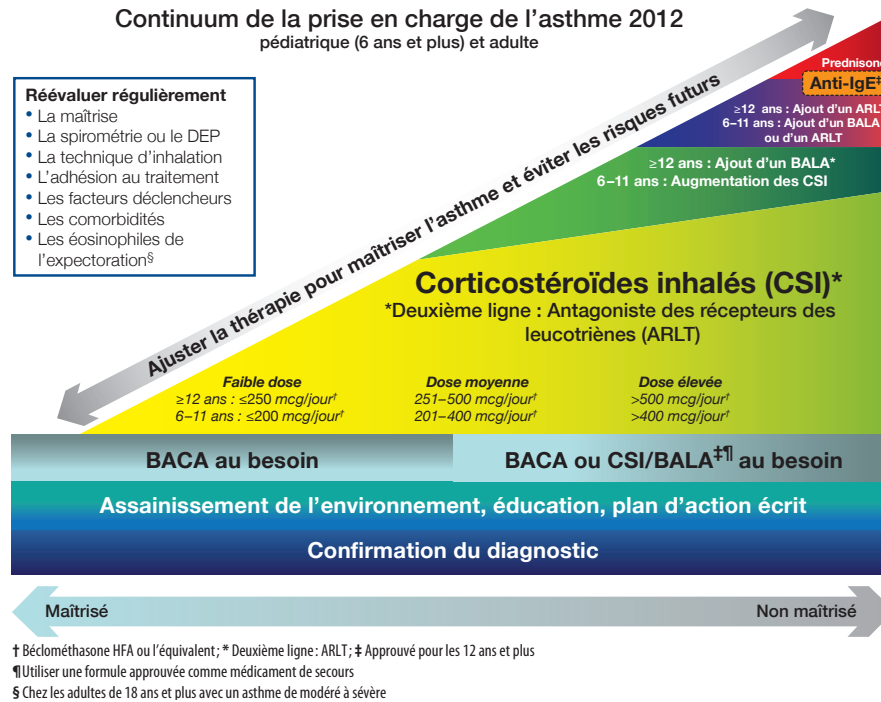 Continuum de la prise en charge de l’asthme 2012
pédiatrique (6 ans et plus) et adulte
Réévaluer régulièrement
• La maîtrise
• La spirométrie ou le DEP
• La technique d’inhalation
• L’adhésion au traitement
• Les facteurs déclencheurs
• Les comorbidités
• Les éosinophiles de
l’expectoration§
Ajuster la thérapie pour maîtriser l’asthme et éviter les risques futurs
Prednisone
Anti-IgE‡
≥12 ans : Ajout d’un ARLT
6–11 ans : Ajout d’un BALA
ou d’un ARLT
≥12 ans : Ajout d’un BALA*
6–11 ans : Augmentation des CSI
Corticostéroïdes inhalés (CSI)*
*Deuxième ligne : Antagoniste des récepteurs des
leucotriènes (ARLT)
Faible dose Dose moyenne Dose élevée
≥12 ans : ≤250 mcg/jour† 251–500 mcg/jour† >500 mcg/jour†
6–11 ans : ≤200 mcg/jour† 201–400 mcg/jour† >400 mcg/jour†
BACA au besoin BACA ou CSI/BALA‡¶ au besoin
Assainissement de l’environnement, éducation, plan d’action écrit
Confirmation du diagnostic
Maîtrisé Non maîtrisé
† Béclométhasone HFA ou l’équivalent ; * Deuxième ligne : ARLT ; ‡ Approuvé pour les 12 ans et plus
¶Utiliser une formule approuvée comme médicament de secours
§ Chez les adultes de 18 ans et plus avec un asthme de modéré à sévère